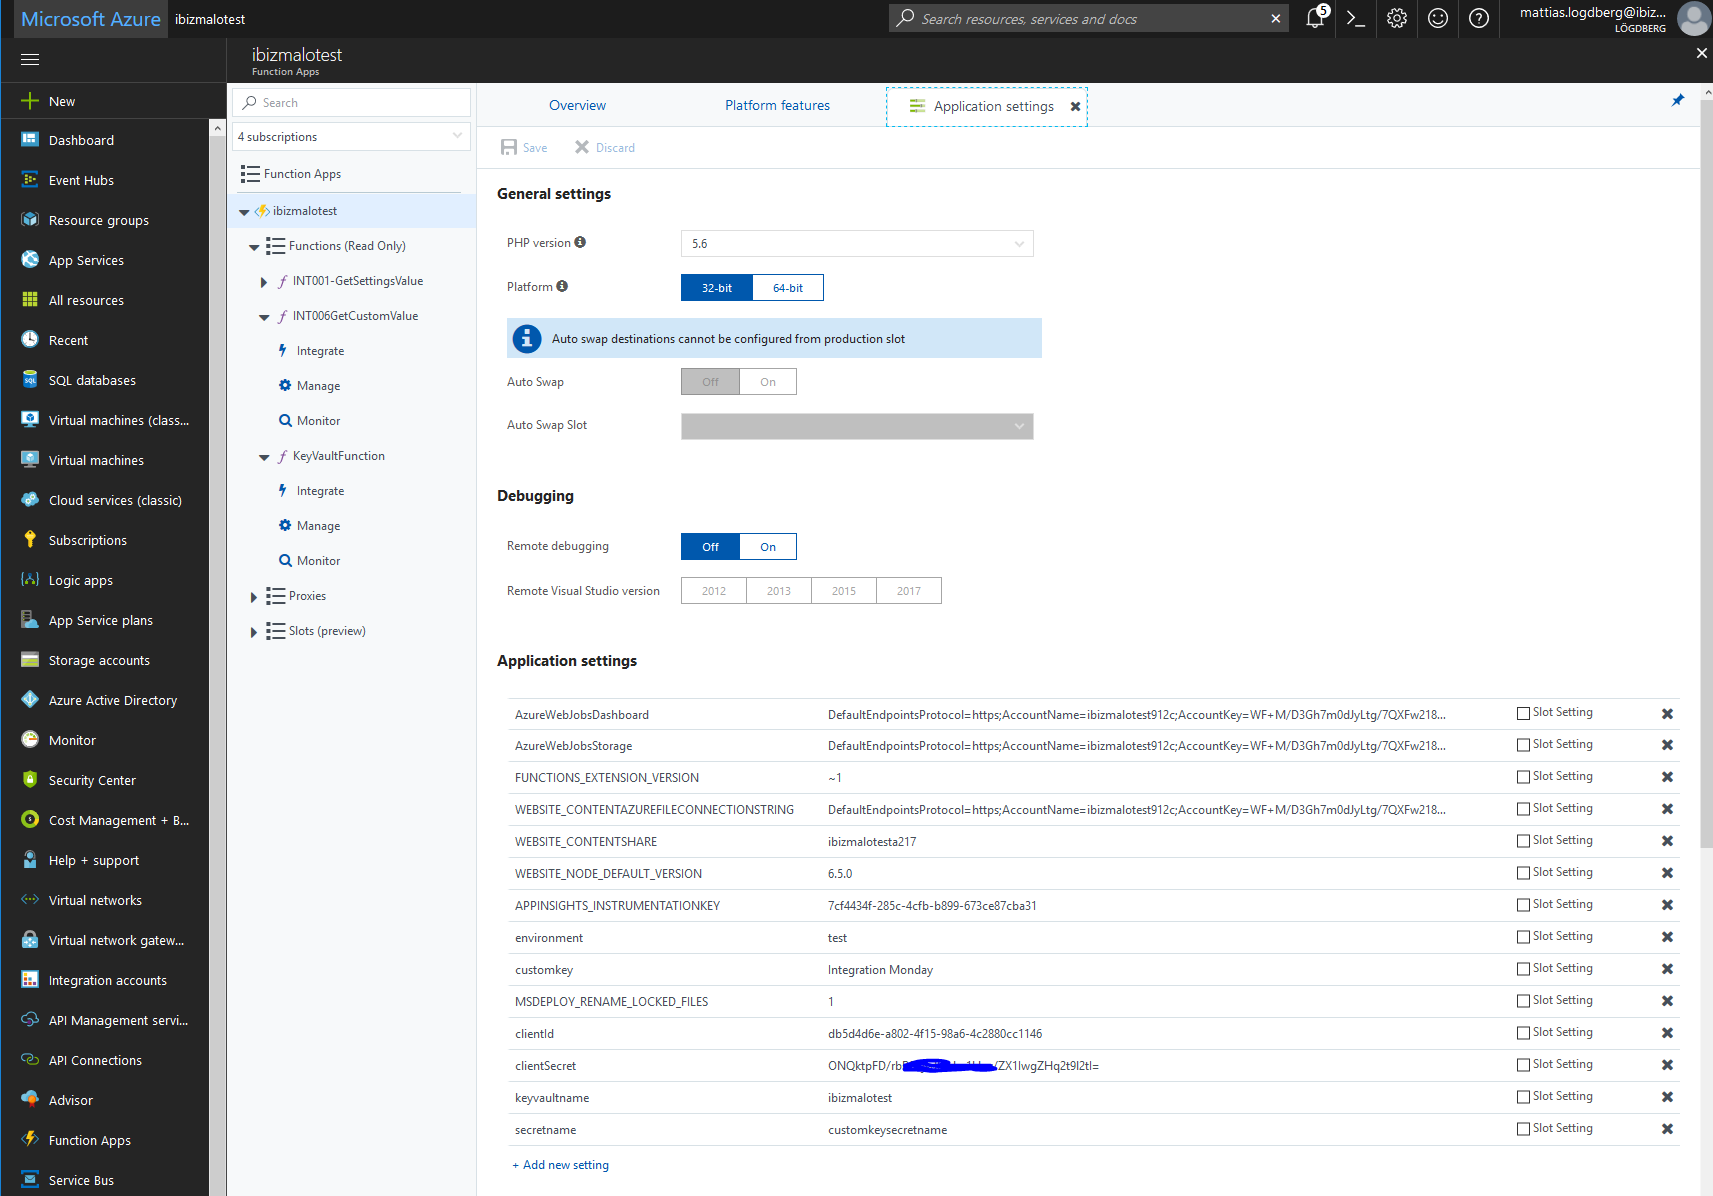 Microsoft Azure ibizmalotest
Search resources, services and docs
5
mattias.logdberg@ibiz...
LÖGDBERG
ibizmalotest
Function Apps
New
Dashboard
Event Hubs
Resource groups
App Services
All resources
Recent
SQL databases
Virtual machines (class...
Virtual machines
Cloud services (classic)
Subscriptions
Logic apps
App Service plans
Storage accounts
Azure Active Directory
Monitor
Security Center
Cost Management + B...
Help + support
Virtual networks
Virtual network gatew...
Integration accounts
API Management servi...
API Connections
Advisor
Function Apps
Service Bus
Search
4 subscriptions
Function Apps
ibizmalotest
Functions (Read Only)
INT001-GetSettingsValue
INT006GetCustomValue
Integrate
Manage
Monitor
KeyVaultFunction
Integrate
Manage
Monitor
Proxies
Slots (preview)
Overview Platform features Application settings
Save Discard
General settings
PHP version 5.6
Platform 32-bit 64-bit
Auto swap destinations cannot be configured from production slot
Auto Swap Off On
Auto Swap Slot
Debugging
Remote debugging Off On
Remote Visual Studio version 2012 2013 2015 2017
Application settings
AzureWebJobsDashboard DefaultEndpointsProtocol=https;AccountName=ibizmalotest912c;AccountKey=WF+M/D3Gh7m0dJyLtg/7QXFw218... Slot Setting
AzureWebJobsStorage DefaultEndpointsProtocol=https;AccountName=ibizmalotest912c;AccountKey=WF+M/D3Gh7m0dJyLtg/7QXFw218... Slot Setting
FUNCTIONS_EXTENSION_VERSION ~1 Slot Setting
WEBSITE_CONTENTAZUREFILECONNECTIONSTRING DefaultEndpointsProtocol=https;AccountName=ibizmalotest912c;AccountKey=WF+M/D3Gh7m0dJyLtg/7QXFw218... Slot Setting
WEBSITE_CONTENTSHARE ibizmalotesta217 Slot Setting
WEBSITE_NODE_DEFAULT_VERSION 6.5.0 Slot Setting
APPINSIGHTS_INSTRUMENTATIONKEY 7cf4434f-285c-4cfb-b899-673ce87cba31 Slot Setting
environment test Slot Setting
customkey Integration Monday Slot Setting
MSDEPLOY_RENAME_LOCKED_FILES 1 Slot Setting
clientId db5d4d6e-a802-4f15-98a6-4c2880cc1146 Slot Setting
clientSecret Slot Setting
keyvaultname ibizmalotest Slot Setting
secretname customkeysecretname Slot Setting
+ Add new setting